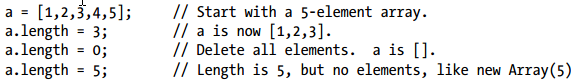 a = [1,2,3,4,5];     // Start with a 5-element array.
a.length = 3;        // a is now [1,2,3].
a.length = 0;        // Delete all elements.  a is [].
a.length = 5;        // Length is 5, but no elements, like new Array(5)